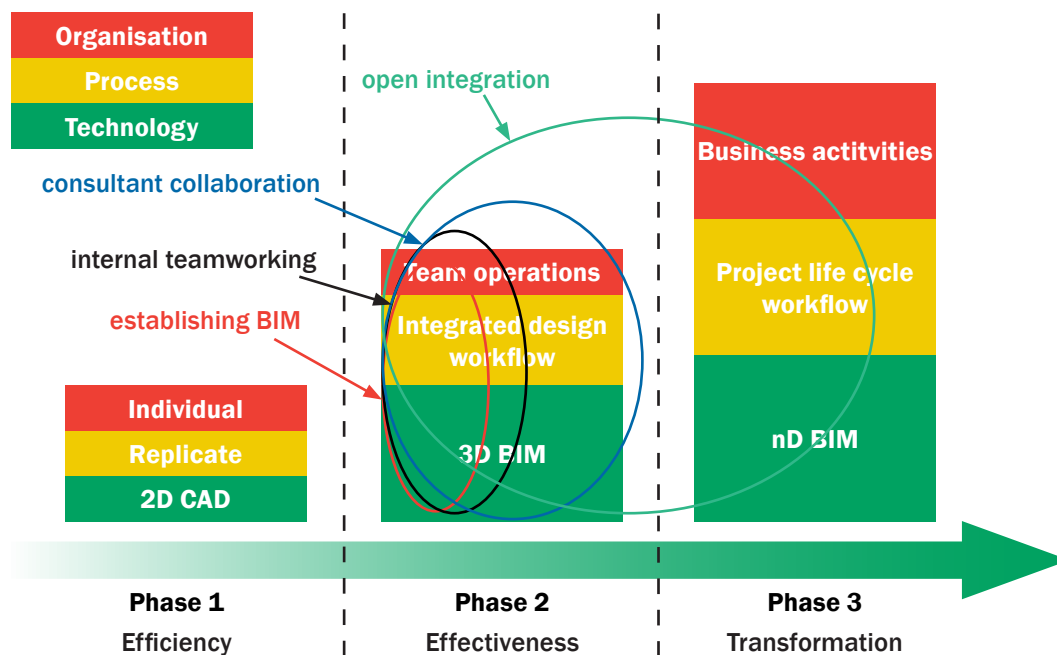 Organisation
Process
Technology
open integration
consultant collaboration
internal teamworking
establishing BIM
Individual
Replicate
2D CAD
Team operations
Integrated design
workflow
3D BIM
Business actitvities
Project life cycle
workflow
nD BIM
Phase 1
Efficiency
Phase 2
Effectiveness
Phase 3
Transformation